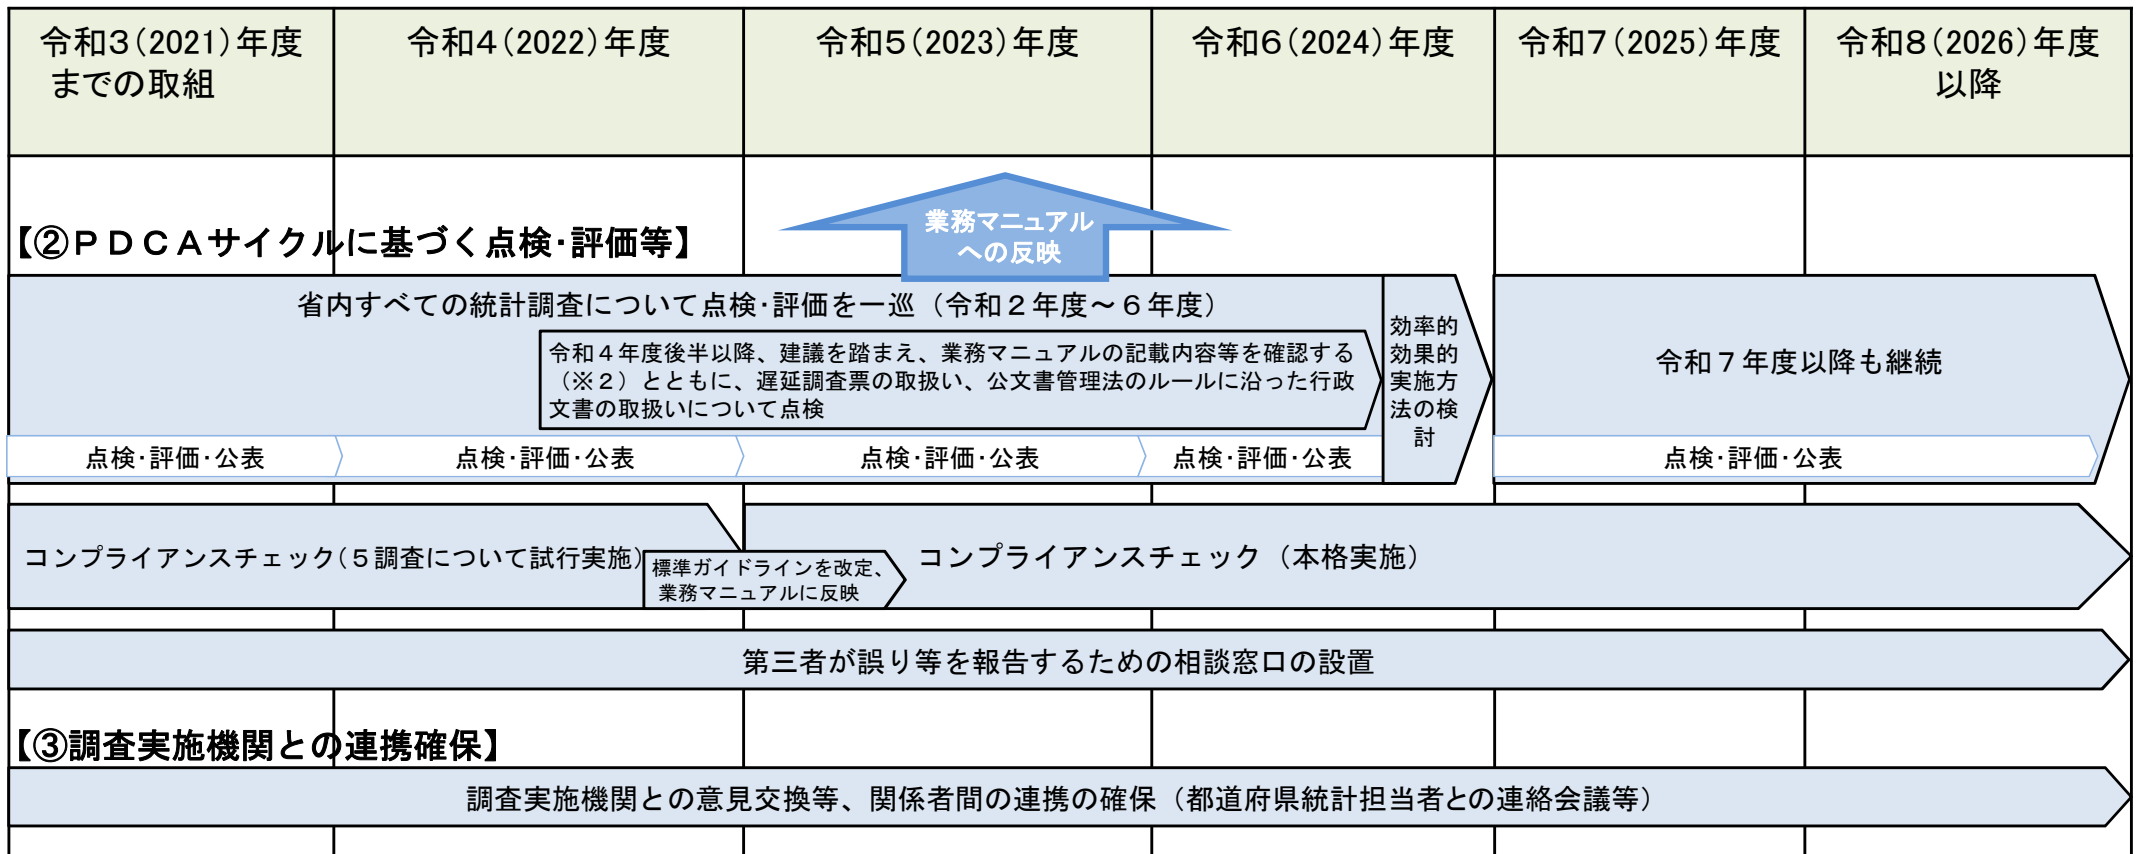 令和3(2021)年度
までの取組
令和4(2022)年度
令和5(2023)年度
令和6(2024)年度
令和7(2025)年度
令和8(2026)年度
以降
業務マニュアル
への反映
【②ＰＤＣＡサイクルに基づく点検･評価等】
省内すべての統計調査について点検･評価を一巡（令和２年度～６年度）
令和４年度後半以降、建議を踏まえ、業務マニュアルの記載内容等を確認する
（※２）とともに、遅延調査票の取扱い、公文書管理法のルールに沿った行政
文書の取扱いについて点検
効率的
効果的
実施方
法の検
討
令和７年度以降も継続
点検･評価･公表
点検･評価･公表
点検･評価･公表
点検･評価･公表
点検･評価･公表
コンプライアンスチェック(５調査について試行実施)
標準ガイドラインを改定、
業務マニュアルに反映
コンプライアンスチェック（本格実施）
第三者が誤り等を報告するための相談窓口の設置
【③調査実施機関との連携確保】
調査実施機関との意見交換等、関係者間の連携の確保（都道府県統計担当者との連絡会議等）